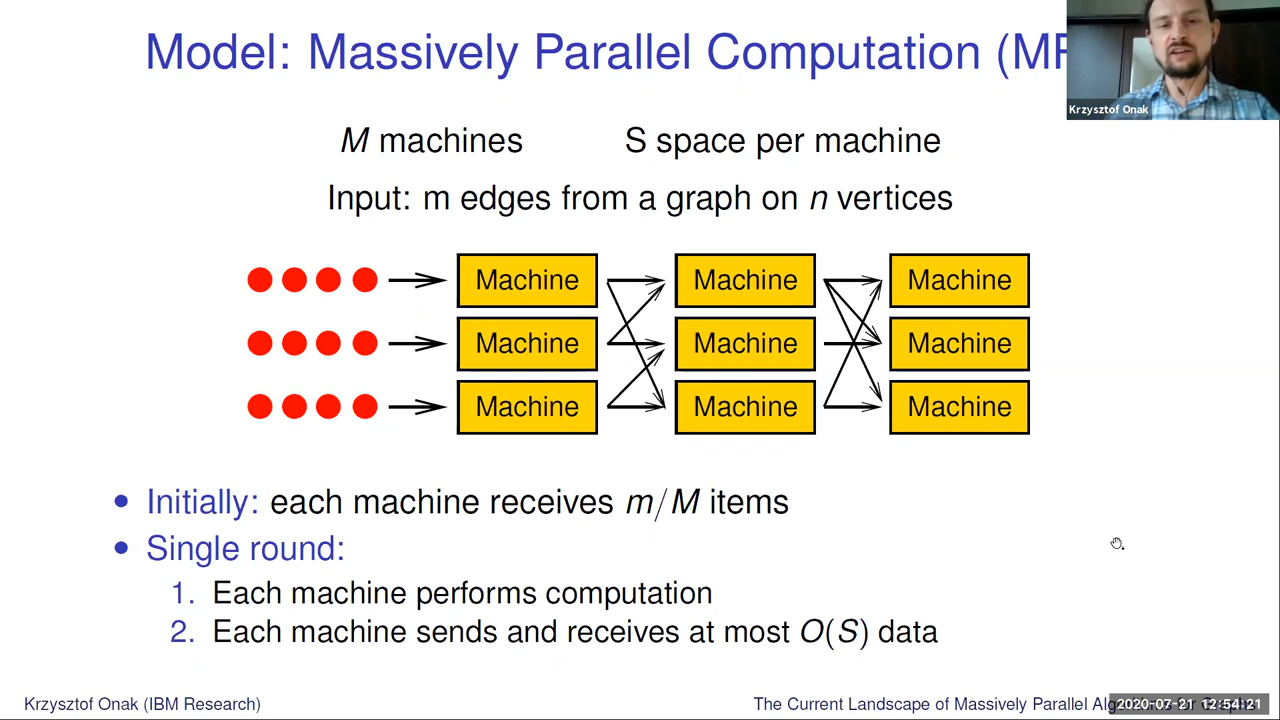 Model: Massively Parallel Computation (MP
Krzysztof Onak
M machines S space per machine
Input: m edges from a graph on n vertices
Machine Machine Machine
Machine Machine Machine
Machine Machine Machine
• Initially: each machine receives m/M items
• Single round:
1. Each machine performs computation
2. Each machine sends and receives at most O(S) data
Krzysztof Onak (IBM Research) The Current Landscape of Massively Parallel
2020-07-21 12:54:21